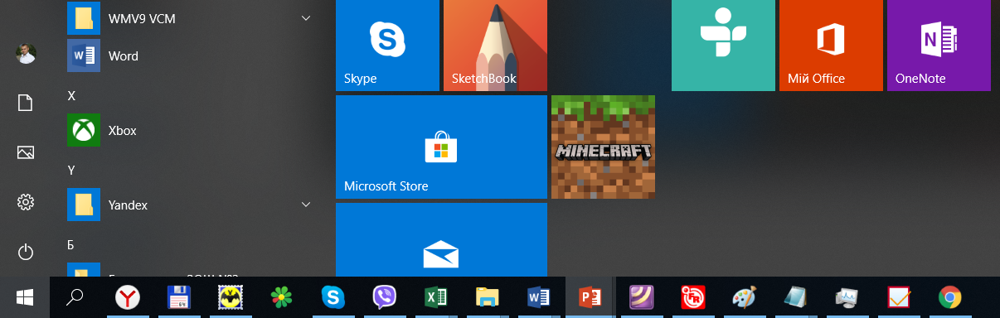 WMV9 VCM
Word
X
Xbox
Y
Yandex
Б
Skype
SketchBook
Мій Office
OneNote
Microsoft Store
MINECRAFT